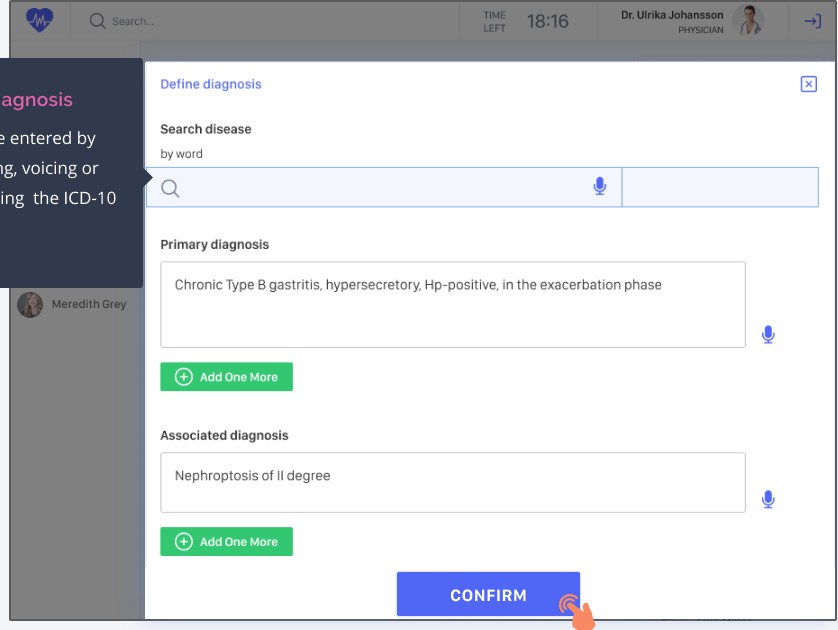 Search...
TIME
LEFT
18:16
Dr. Ulrika Johansson
PHYSICIAN
agnosis
e entered by
ng, voicing or
ing the ICD-10
Define diagnosis
Search disease
by word
Primary diagnosis
Chronic Type B gastritis, hypersecretory, Hp-positive, in the exacerbation phase
Meredith Grey
Add One More
Associated diagnosis
Nephroptosis of II degree
Add One More
CONFIRM